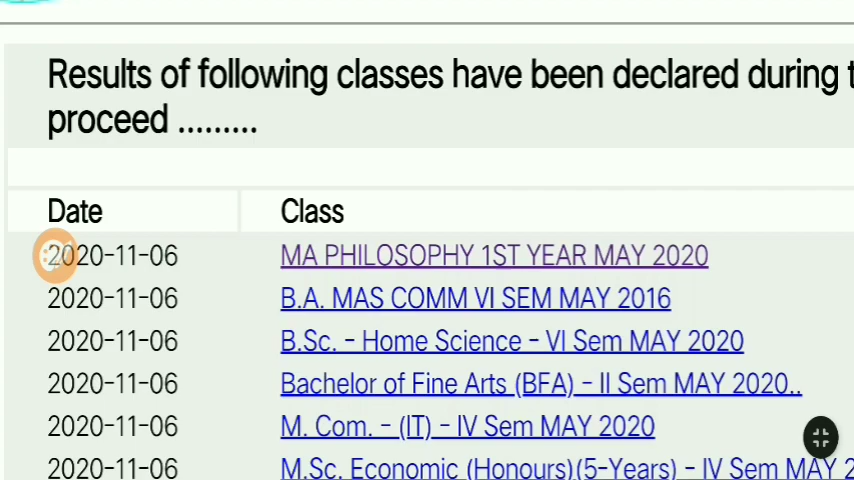 Results of following classes have been declared during
proceed .........
Date Class
2020-11-06 MA PHILOSOPHY 1ST YEAR MAY 2020
2020-11-06 B.A. MAS COMM VI SEM MAY 2016
2020-11-06 B.Sc. - Home Science - VI Sem MAY 2020
2020-11-06 Bachelor of Fine Arts (BFA) - II Sem MAY 2020..
2020-11-06 M. Com. - (IT) - IV Sem MAY 2020
2020-11-06 M.Sc. Economic (Honours)(5-Years) - IV Sem MAY 2